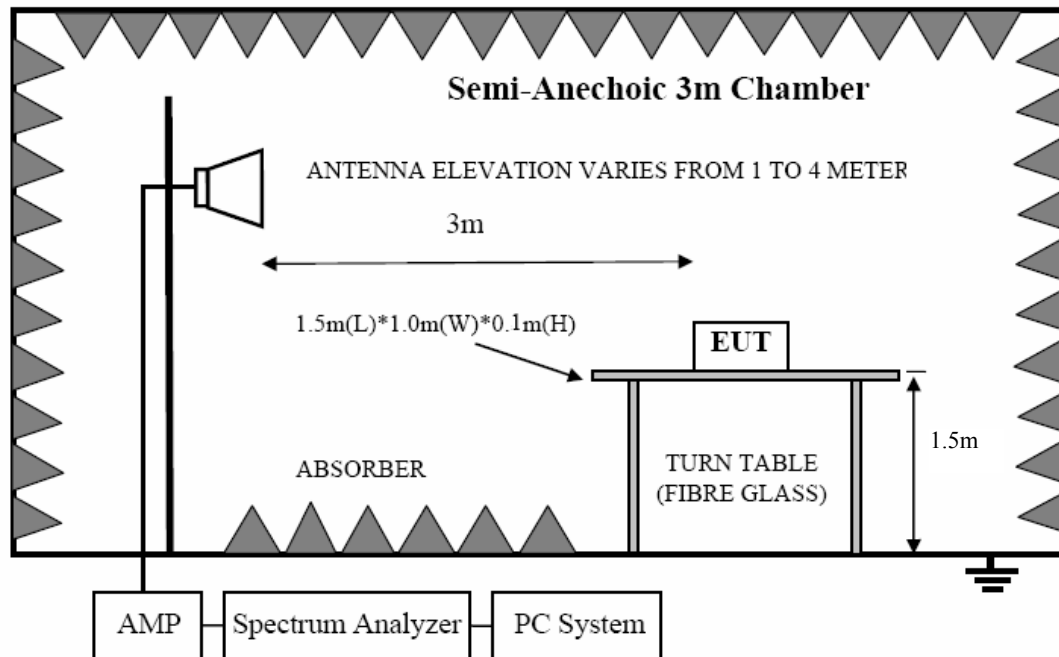 Semi-Anechoic 3m Chamber
ANTENNA ELEVATION VARIES FROM 1 TO 4 METER
3m
1.5m(L)*1.0m(W)*0.1m(H)
EUT
1.5m
ABSORBER
TURN TABLE
(FIBRE GLASS)
AMP
Spectrum Analyzer
PC System